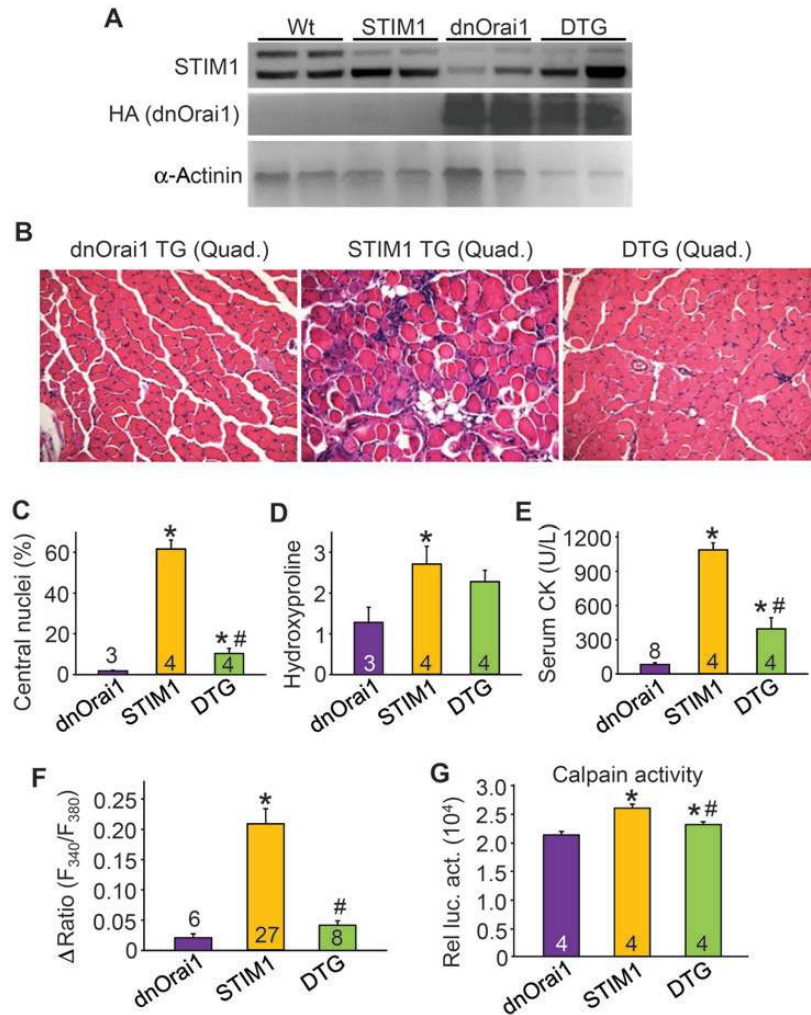 A
Wt STIM1 dnOrai1 DTG
STIM1
HA (dnOrai1)
α-Actinin
B
dnOrai1 TG (Quad.) STIM1 TG (Quad.) DTG (Quad.)
C
Central nuclei (%)
60
40
20
0
3
*
4
*#
4
dnOrai1 STIM1 DTG
D
Hydroxyproline
3
2
1
0
3
*
4
4
dnOrai1 STIM1 DTG
E
Serum CK (U/L)
1200
900
600
300
0
8
*
4
*#
4
dnOrai1 STIM1 DTG
F
ΔRatio (F340/F380)
0.25
0.20
0.15
0.10
0.05
0
6
*
27
#
8
dnOrai1 STIM1 DTG
G
Calpain activity
Rel luc. act. (10⁴)
3.0
2.5
2.0
1.5
1.0
0.5
0
4
*
4
*#
4
dnOrai1 STIM1 DTG